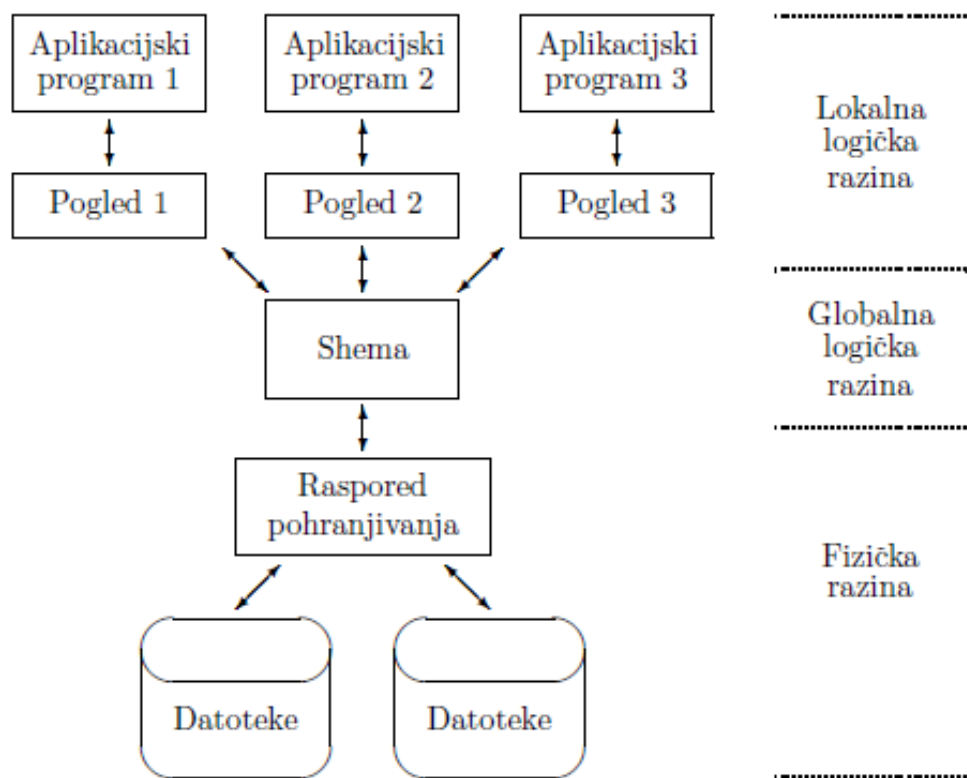 Aplikacijski
program 1
Aplikacijski
program 2
Aplikacijski
program 3
Pogled 1
Pogled 2
Pogled 3
Lokalna
logička
razina
Shema
Globalna
logička
razina
Raspored
pohranjivanja
Datoteke
Datoteke
Fizička
razina